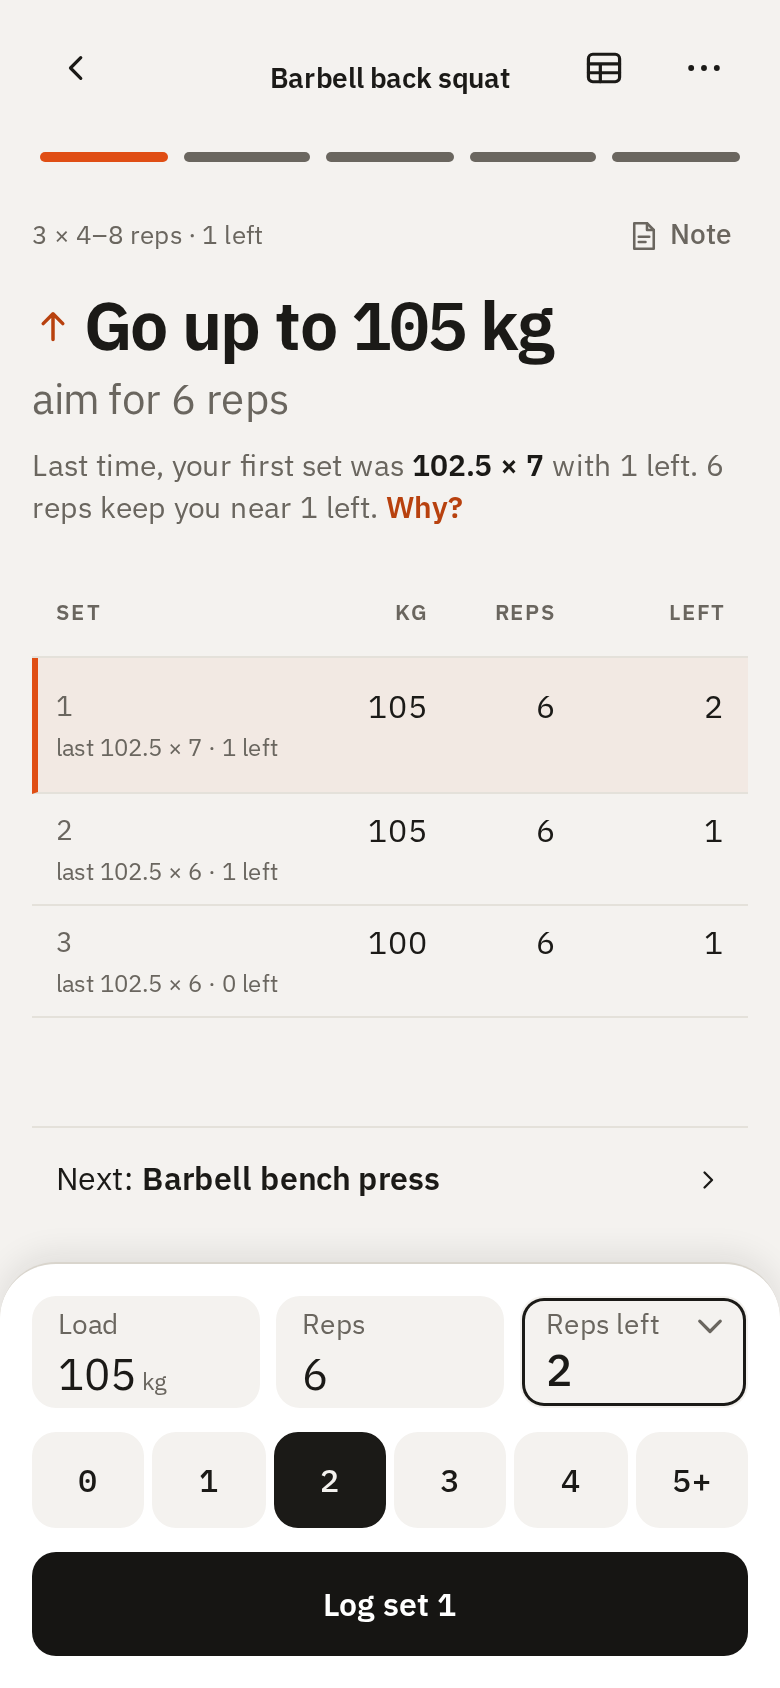 Barbell back squat
3 × 4–8 reps · 1 left
Note
↑ Go up to 105 kg
aim for 6 reps
Last time, your first set was 102.5 × 7 with 1 left. 6
reps keep you near 1 left. Why?
SET KG REPS LEFT
1 105 6 2
last 102.5 × 7 · 1 left
2 105 6 1
last 102.5 × 6 · 1 left
3 100 6 1
last 102.5 × 6 · 0 left
Next: Barbell bench press
Load Reps Reps left
105 kg 6 2
0 1 2 3 4 5+
Log set 1